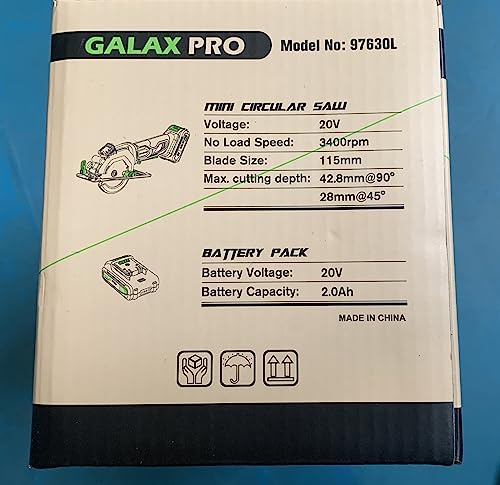 GALAX PRO Model No: 97630L
MINI CIRCULAR SAW
Voltage: 20V
No Load Speed: 3400rpm
Blade Size: 115mm
Max. cutting depth: 42.8mm@90°
28mm@45°
BATTERY PACK
Battery Voltage: 20V
Battery Capacity: 2.0Ah
MADE IN CHINA